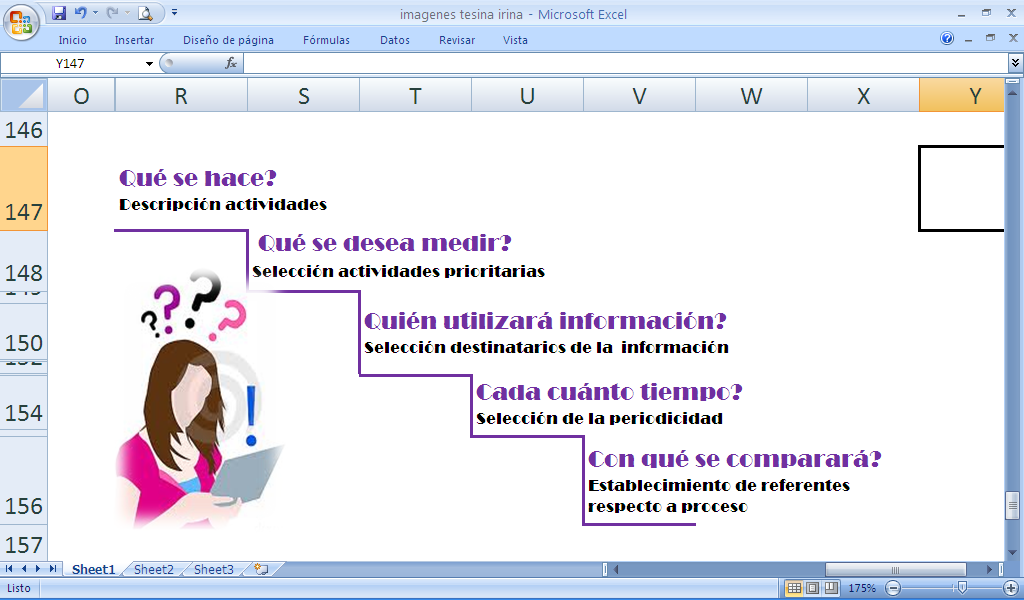 imagenes tesina irina - Microsoft Excel
Inicio Insertar Diseño de página Fórmulas Datos Revisar Vista
Y147 fx
O R S T U V W X Y
146
147
Qué se hace?
Descripción actividades
148
Qué se desea medir?
Selección actividades prioritarias
150
Quién utilizará información?
Selección destinatarios de la información
154
Cada cuánto tiempo?
Selección de la periodicidad
156
Con qué se comparará?
Establecimiento de referentes
respecto a proceso
157
Sheet1 Sheet2 Sheet3
Listo 175%